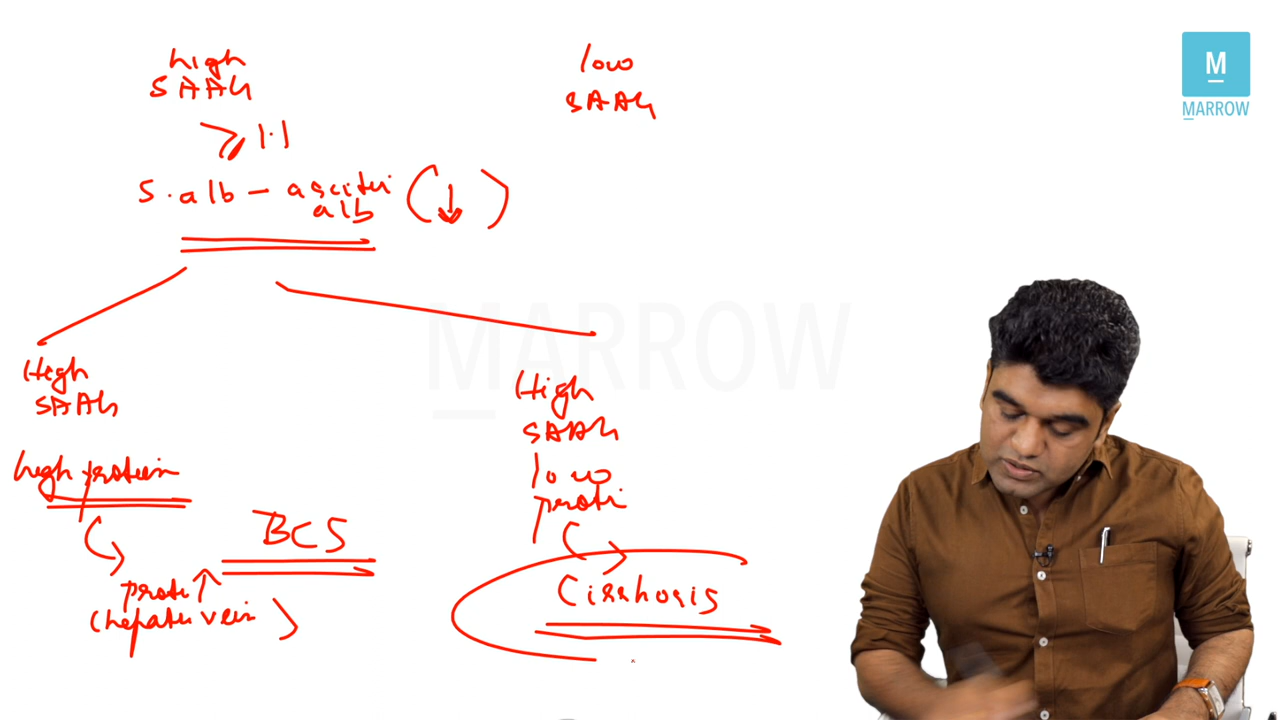 high
SAAG
≥ 1.1
S.alb – ascitic
alb
(↓)
low
SAAG
M
MARROW
MARROW
High
SAAG
high protein
protein ↑
(hepatic vein)
BCS
High
SAAG
low
protein
Cirrhosis